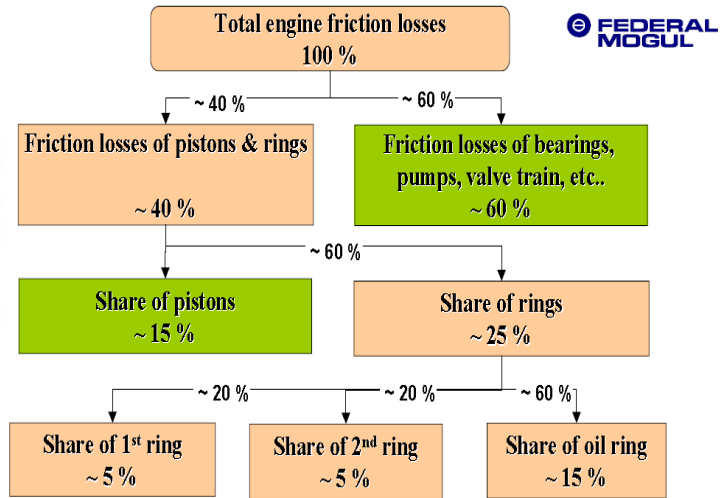 Total engine friction losses
100 %
FEDERAL
MOGUL
~ 40 %
~ 60 %
Friction losses of pistons & rings
~ 40 %
Friction losses of bearings,
pumps, valve train, etc..
~ 60 %
~ 60 %
Share of pistons
~ 15 %
Share of rings
~ 25 %
~ 20 %
~ 20 %
~ 60 %
Share of 1st ring
~ 5 %
Share of 2nd ring
~ 5 %
Share of oil ring
~ 15 %